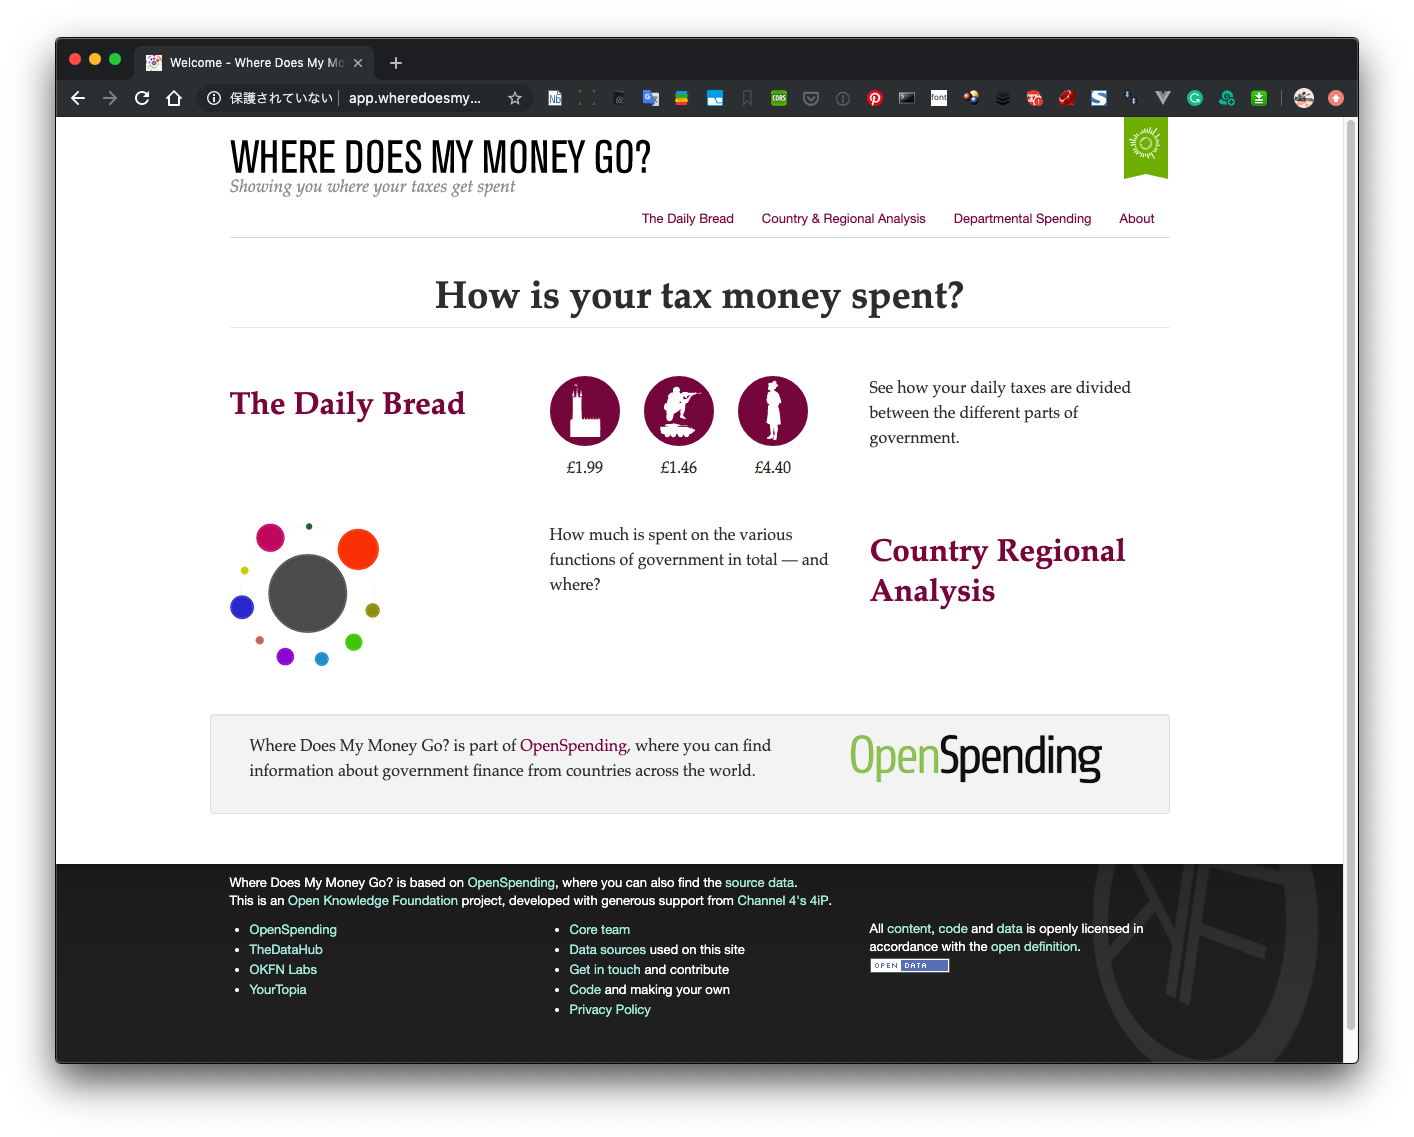 Welcome - Where Does My Mo
保護されていない
app.wheredoesmy...
WHERE DOES MY MONEY GO?
Showing you where your taxes get spent
The Daily Bread
Country & Regional Analysis
Departmental Spending
About
How is your tax money spent?
The Daily Bread
£1.99
£1.46
£4.40
See how your daily taxes are divided
between the different parts of
government.
How much is spent on the various
functions of government in total — and
where?
Country Regional
Analysis
Where Does My Money Go? is part of OpenSpending, where you can find
information about government finance from countries across the world.
OpenSpending
Where Does My Money Go? is based on OpenSpending, where you can also find the source data.
This is an Open Knowledge Foundation project, developed with generous support from Channel 4's 4iP.
OpenSpending
TheDataHub
OKFN Labs
YourTopia
Core team
Data sources used on this site
Get in touch and contribute
Code and making your own
Privacy Policy
All content, code and data is openly licensed in
accordance with the open definition.
OPEN DATA